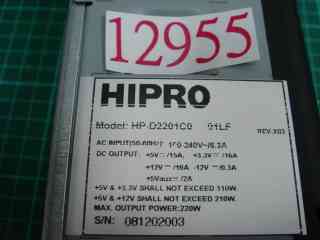 12955
HIPRO
Model: HP-D2201C0 01LF
REV:X03
AC INPUT(50-60Hz) 100-240V~/6.3A
DC OUTPUT: +5V⎓/15A, +3.3V⎓/16A
+12V⎓/16A -12V⎓/0.3A
+5Vaux⎓/2A
+5V & +3.3V SHALL NOT EXCEED 110W.
+5V & +12V SHALL NOT EXCEED 210W.
MAX. OUTPUT POWER:220W
S/N: 081202003